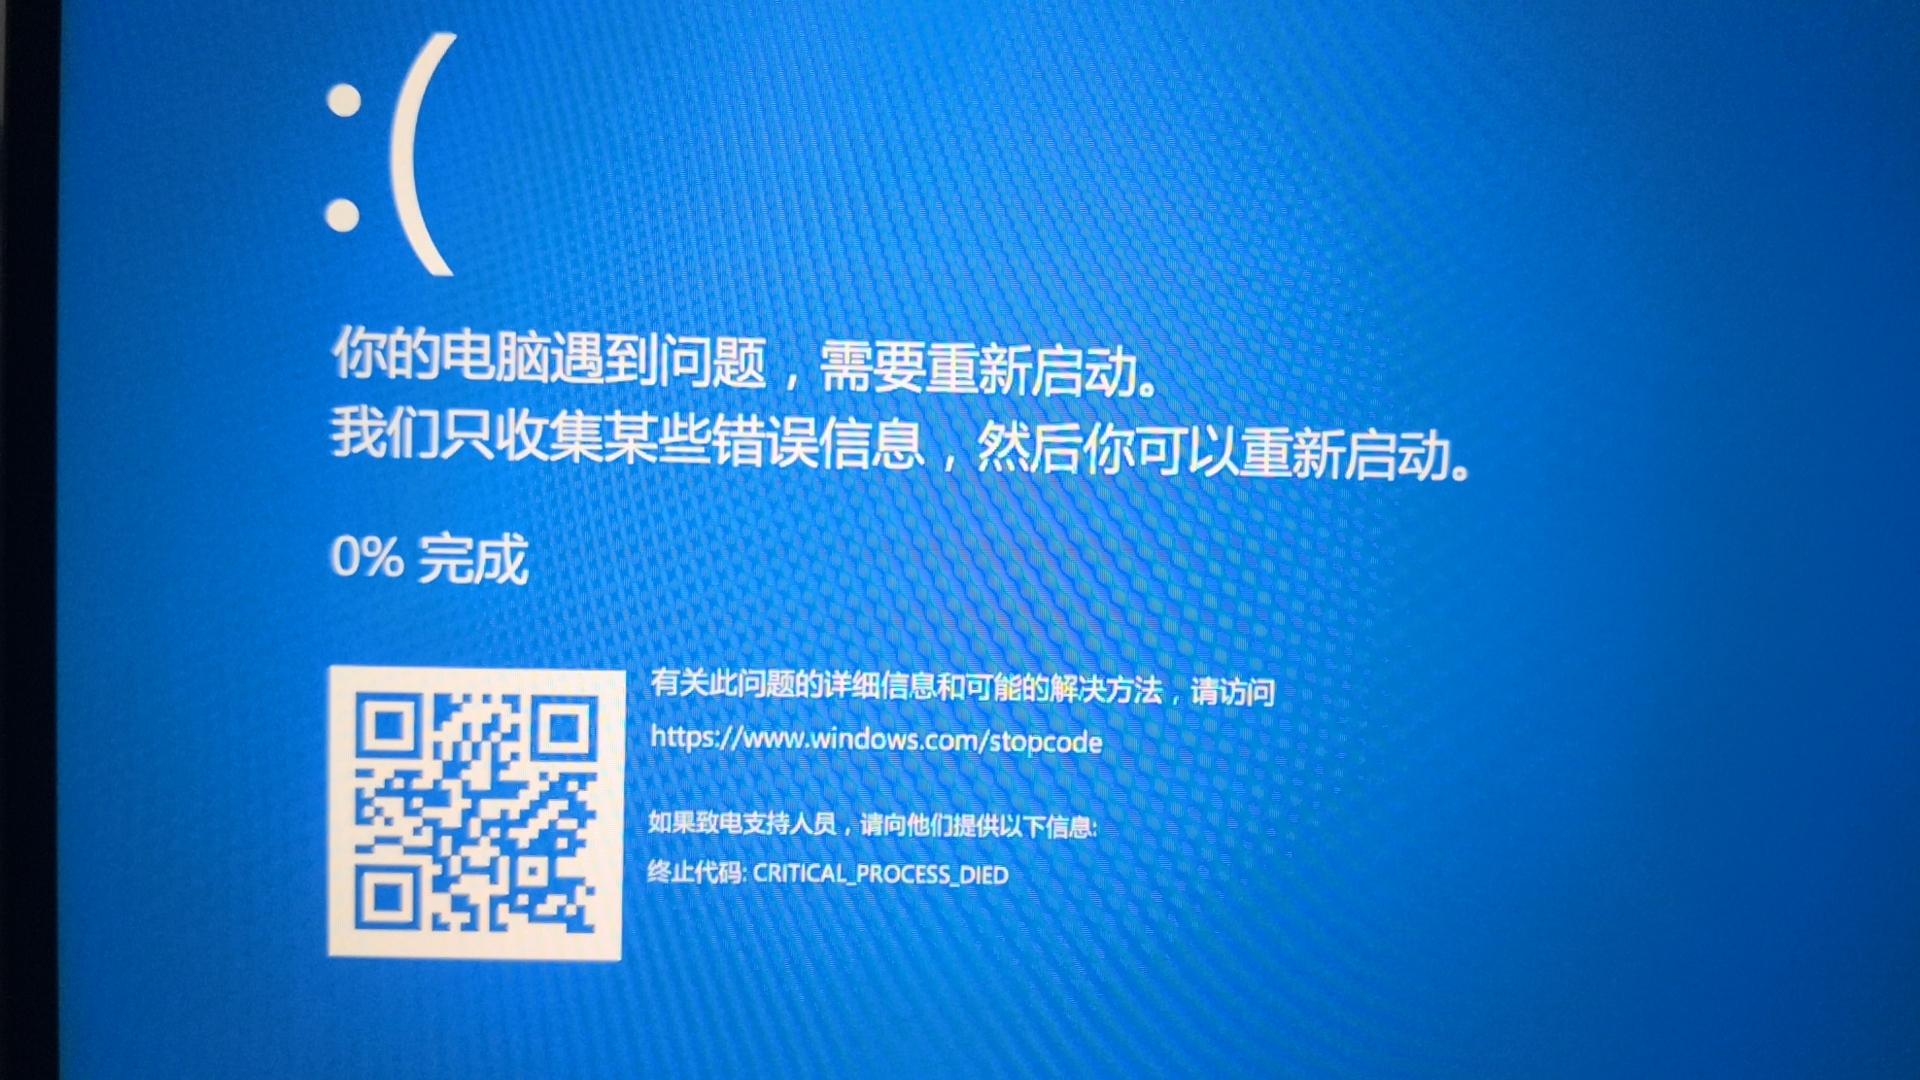 :(
你的电脑遇到问题，需要重新启动。
我们只收集某些错误信息，然后你可以重新启动。
0% 完成
有关此问题的详细信息和可能的解决方法，请访问
https://www.windows.com/stopcode
如果致电支持人员，请向他们提供以下信息:
终止代码: CRITICAL_PROCESS_DIED